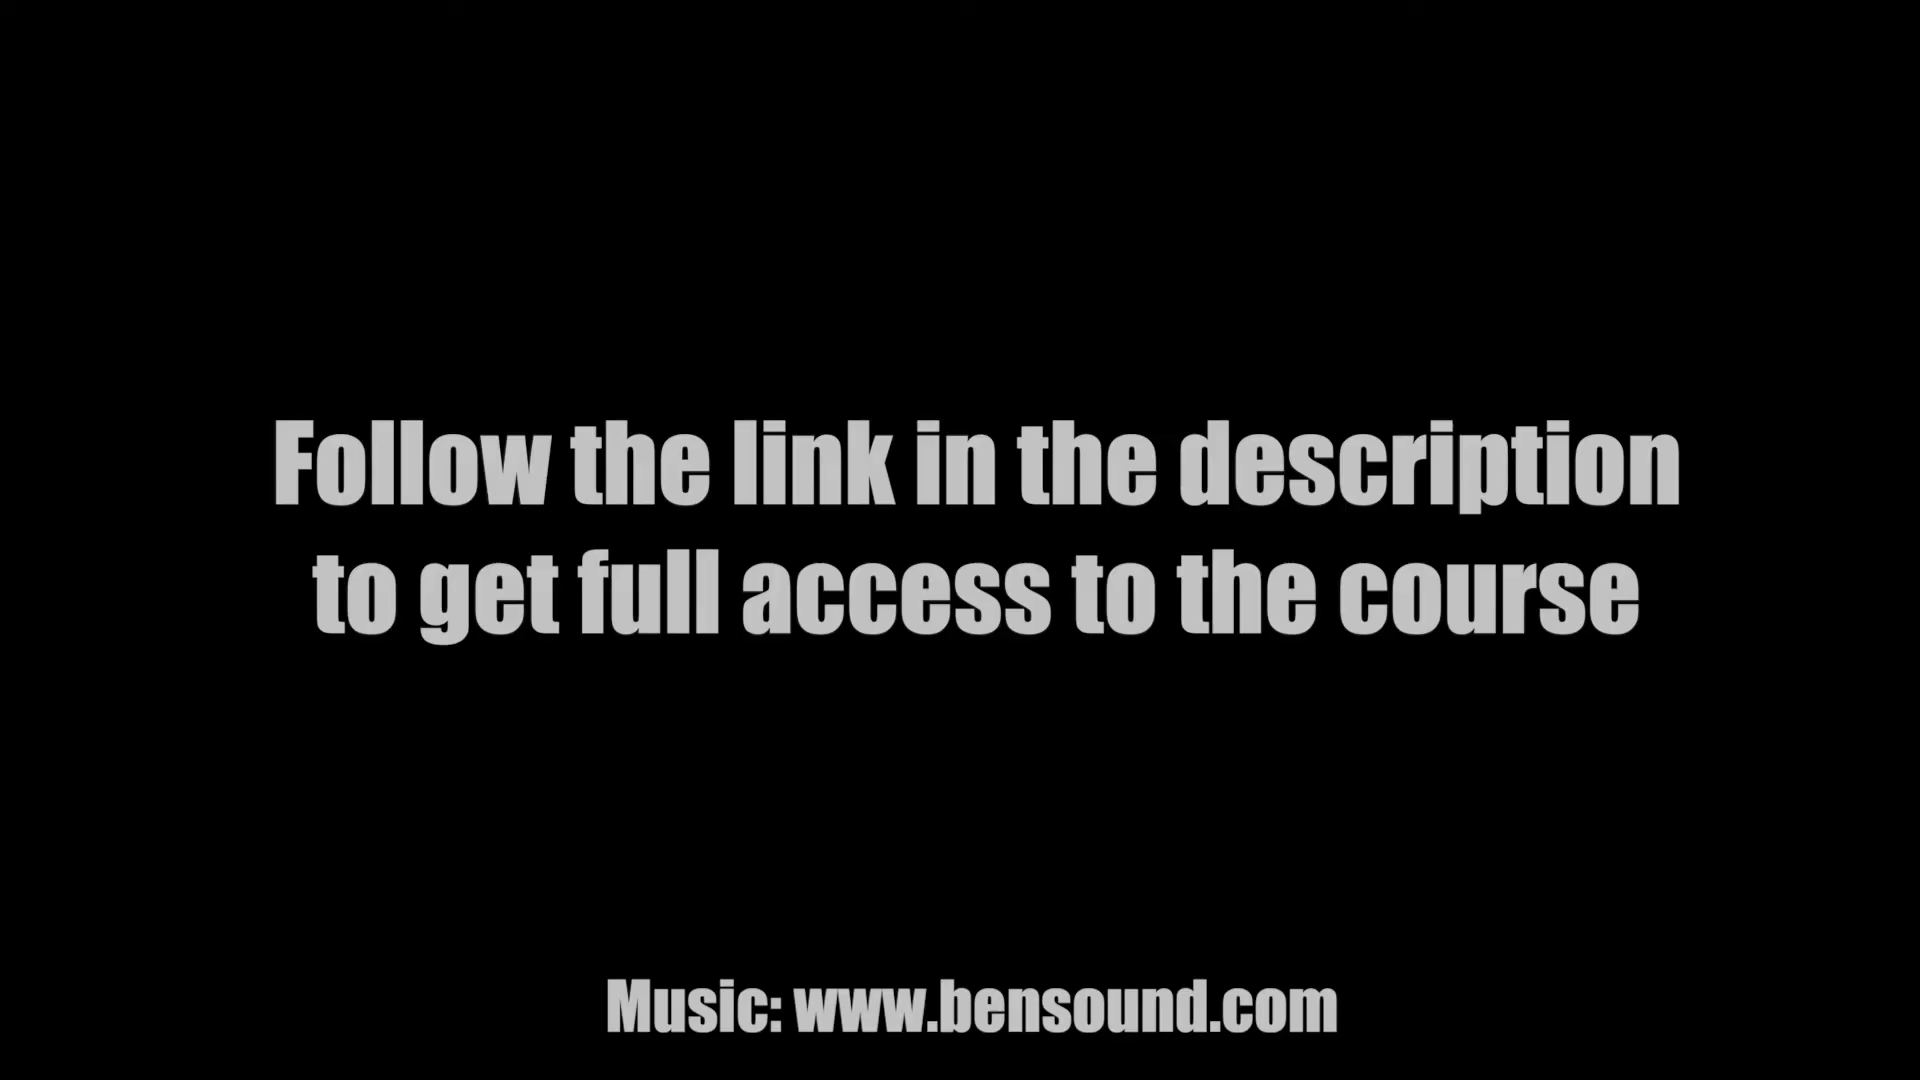 Follow the link in the description
to get full access to the course
Music: www.bensound.com